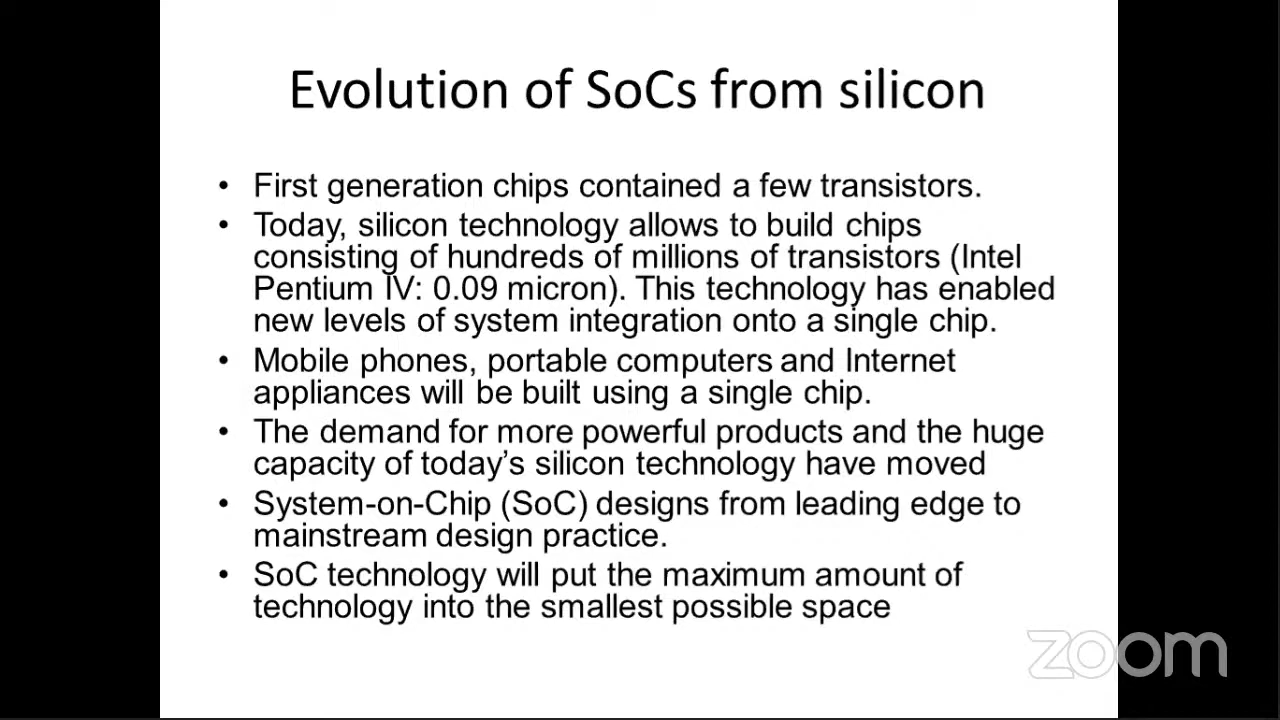 Evolution of SoCs from silicon
• First generation chips contained a few transistors.
• Today, silicon technology allows to build chips
consisting of hundreds of millions of transistors (Intel
Pentium IV: 0.09 micron). This technology has enabled
new levels of system integration onto a single chip.
• Mobile phones, portable computers and Internet
appliances will be built using a single chip.
• The demand for more powerful products and the huge
capacity of today’s silicon technology have moved
• System-on-Chip (SoC) designs from leading edge to
mainstream design practice.
• SoC technology will put the maximum amount of
technology into the smallest possible space
zoom